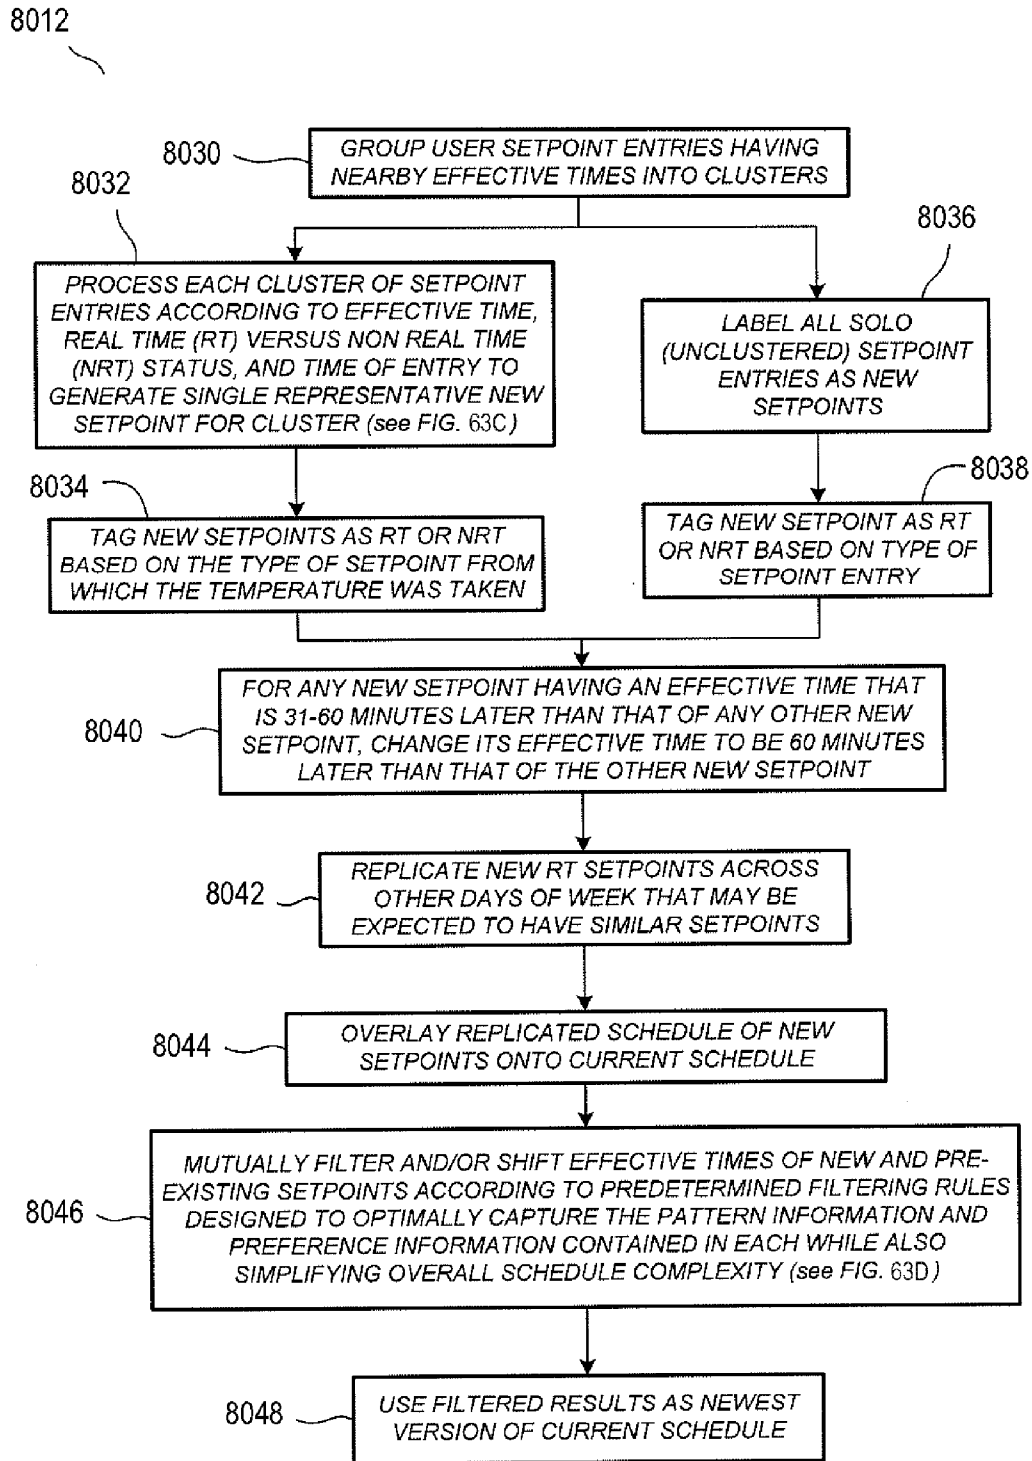 8012
8030
GROUP USER SETPOINT ENTRIES HAVING
NEARBY EFFECTIVE TIMES INTO CLUSTERS
8032
PROCESS EACH CLUSTER OF SETPOINT
ENTRIES ACCORDING TO EFFECTIVE TIME,
REAL TIME (RT) VERSUS NON REAL TIME
(NRT) STATUS, AND TIME OF ENTRY TO
GENERATE SINGLE REPRESENTATIVE NEW
SETPOINT FOR CLUSTER (see FIG. 63C)
8036
LABEL ALL SOLO
(UNCLUSTERED) SETPOINT
ENTRIES AS NEW
SETPOINTS
8034
TAG NEW SETPOINTS AS RT OR NRT
BASED ON THE TYPE OF SETPOINT FROM
WHICH THE TEMPERATURE WAS TAKEN
8038
TAG NEW SETPOINT AS RT
OR NRT BASED ON TYPE OF
SETPOINT ENTRY
8040
FOR ANY NEW SETPOINT HAVING AN EFFECTIVE TIME THAT
IS 31-60 MINUTES LATER THAN THAT OF ANY OTHER NEW
SETPOINT, CHANGE ITS EFFECTIVE TIME TO BE 60 MINUTES
LATER THAN THAT OF THE OTHER NEW SETPOINT
8042
REPLICATE NEW RT SETPOINTS ACROSS
OTHER DAYS OF WEEK THAT MAY BE
EXPECTED TO HAVE SIMILAR SETPOINTS
8044
OVERLAY REPLICATED SCHEDULE OF NEW
SETPOINTS ONTO CURRENT SCHEDULE
8046
MUTUALLY FILTER AND/OR SHIFT EFFECTIVE TIMES OF NEW AND PRE-
EXISTING SETPOINTS ACCORDING TO PREDETERMINED FILTERING RULES
DESIGNED TO OPTIMALLY CAPTURE THE PATTERN INFORMATION AND
PREFERENCE INFORMATION CONTAINED IN EACH WHILE ALSO
SIMPLIFYING OVERALL SCHEDULE COMPLEXITY (see FIG. 63D)
8048
USE FILTERED RESULTS AS NEWEST
VERSION OF CURRENT SCHEDULE